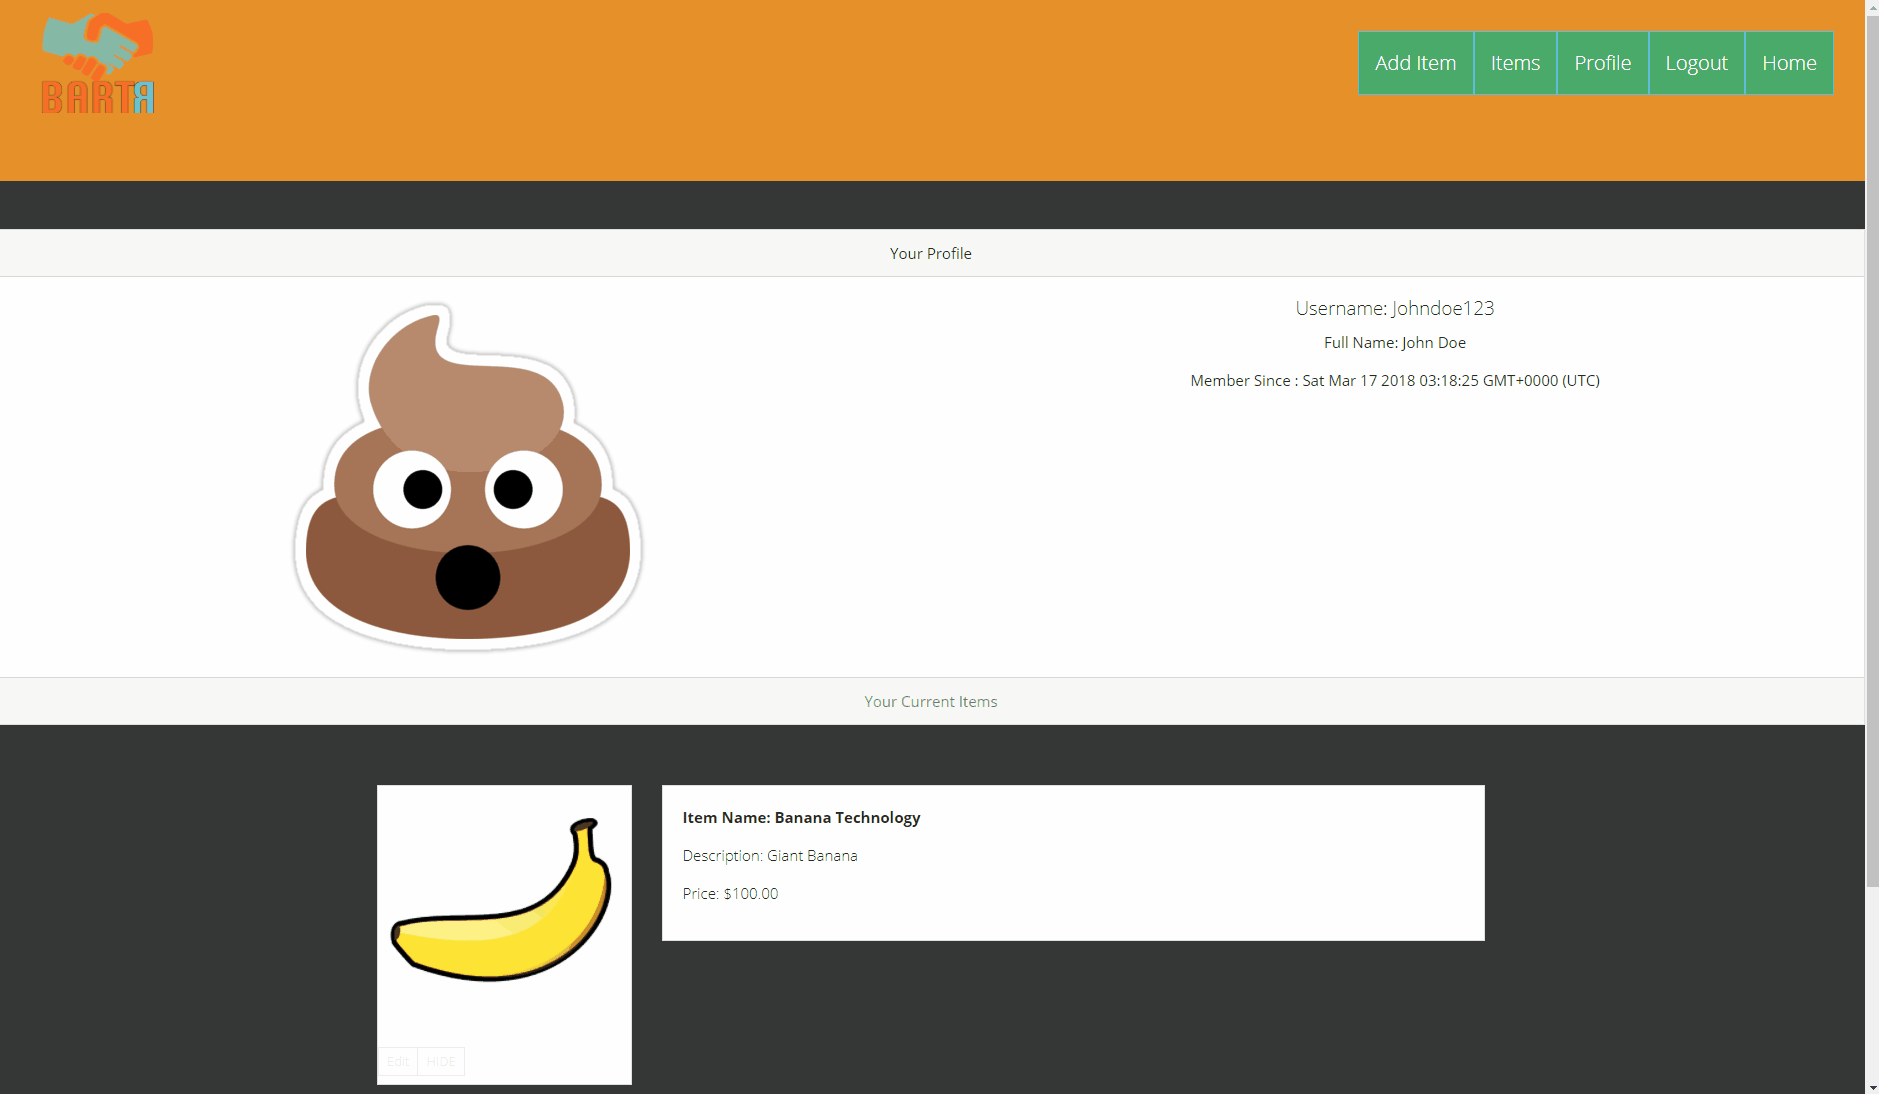 BARTЯ
Add Item Items Profile Logout Home
Your Profile
Username: Johndoe123
Full Name: John Doe
Member Since : Sat Mar 17 2018 03:18:25 GMT+0000 (UTC)
Your Current Items
Item Name: Banana Technology
Description: Giant Banana
Price: $100.00
Edit HIDE